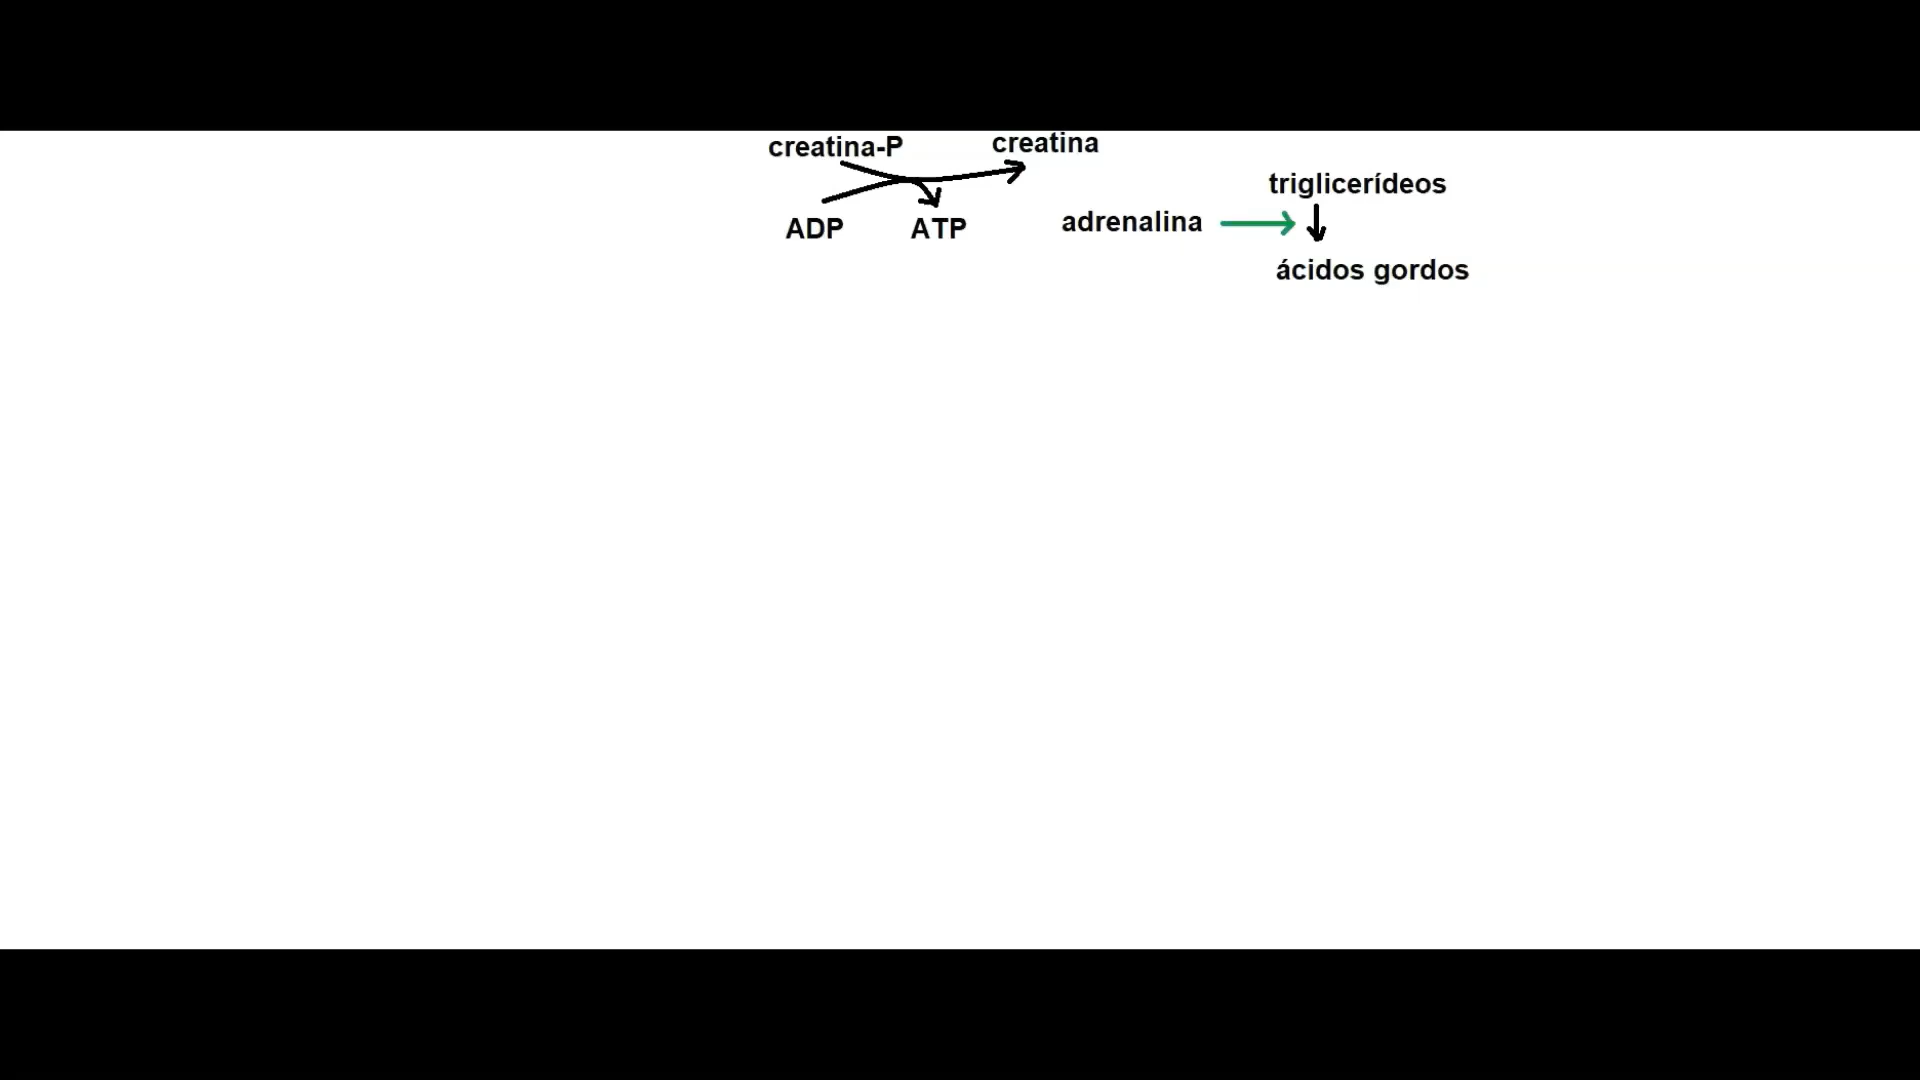 creatina-P
creatina
ADP
ATP
adrenalina
triglicerídeos
ácidos gordos